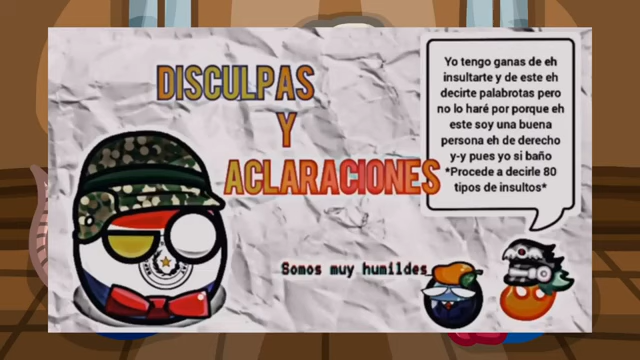 DISCULPAS
Y
ACLARACIONES
Yo tengo ganas de eh
insultarte y de este eh
decirte palabrotas pero
no lo haré por porque eh
este soy una buena
persona eh de derecho
y-y pues yo si baño
*Procede a decirle 80
tipos de insultos*
Somos muy humildes